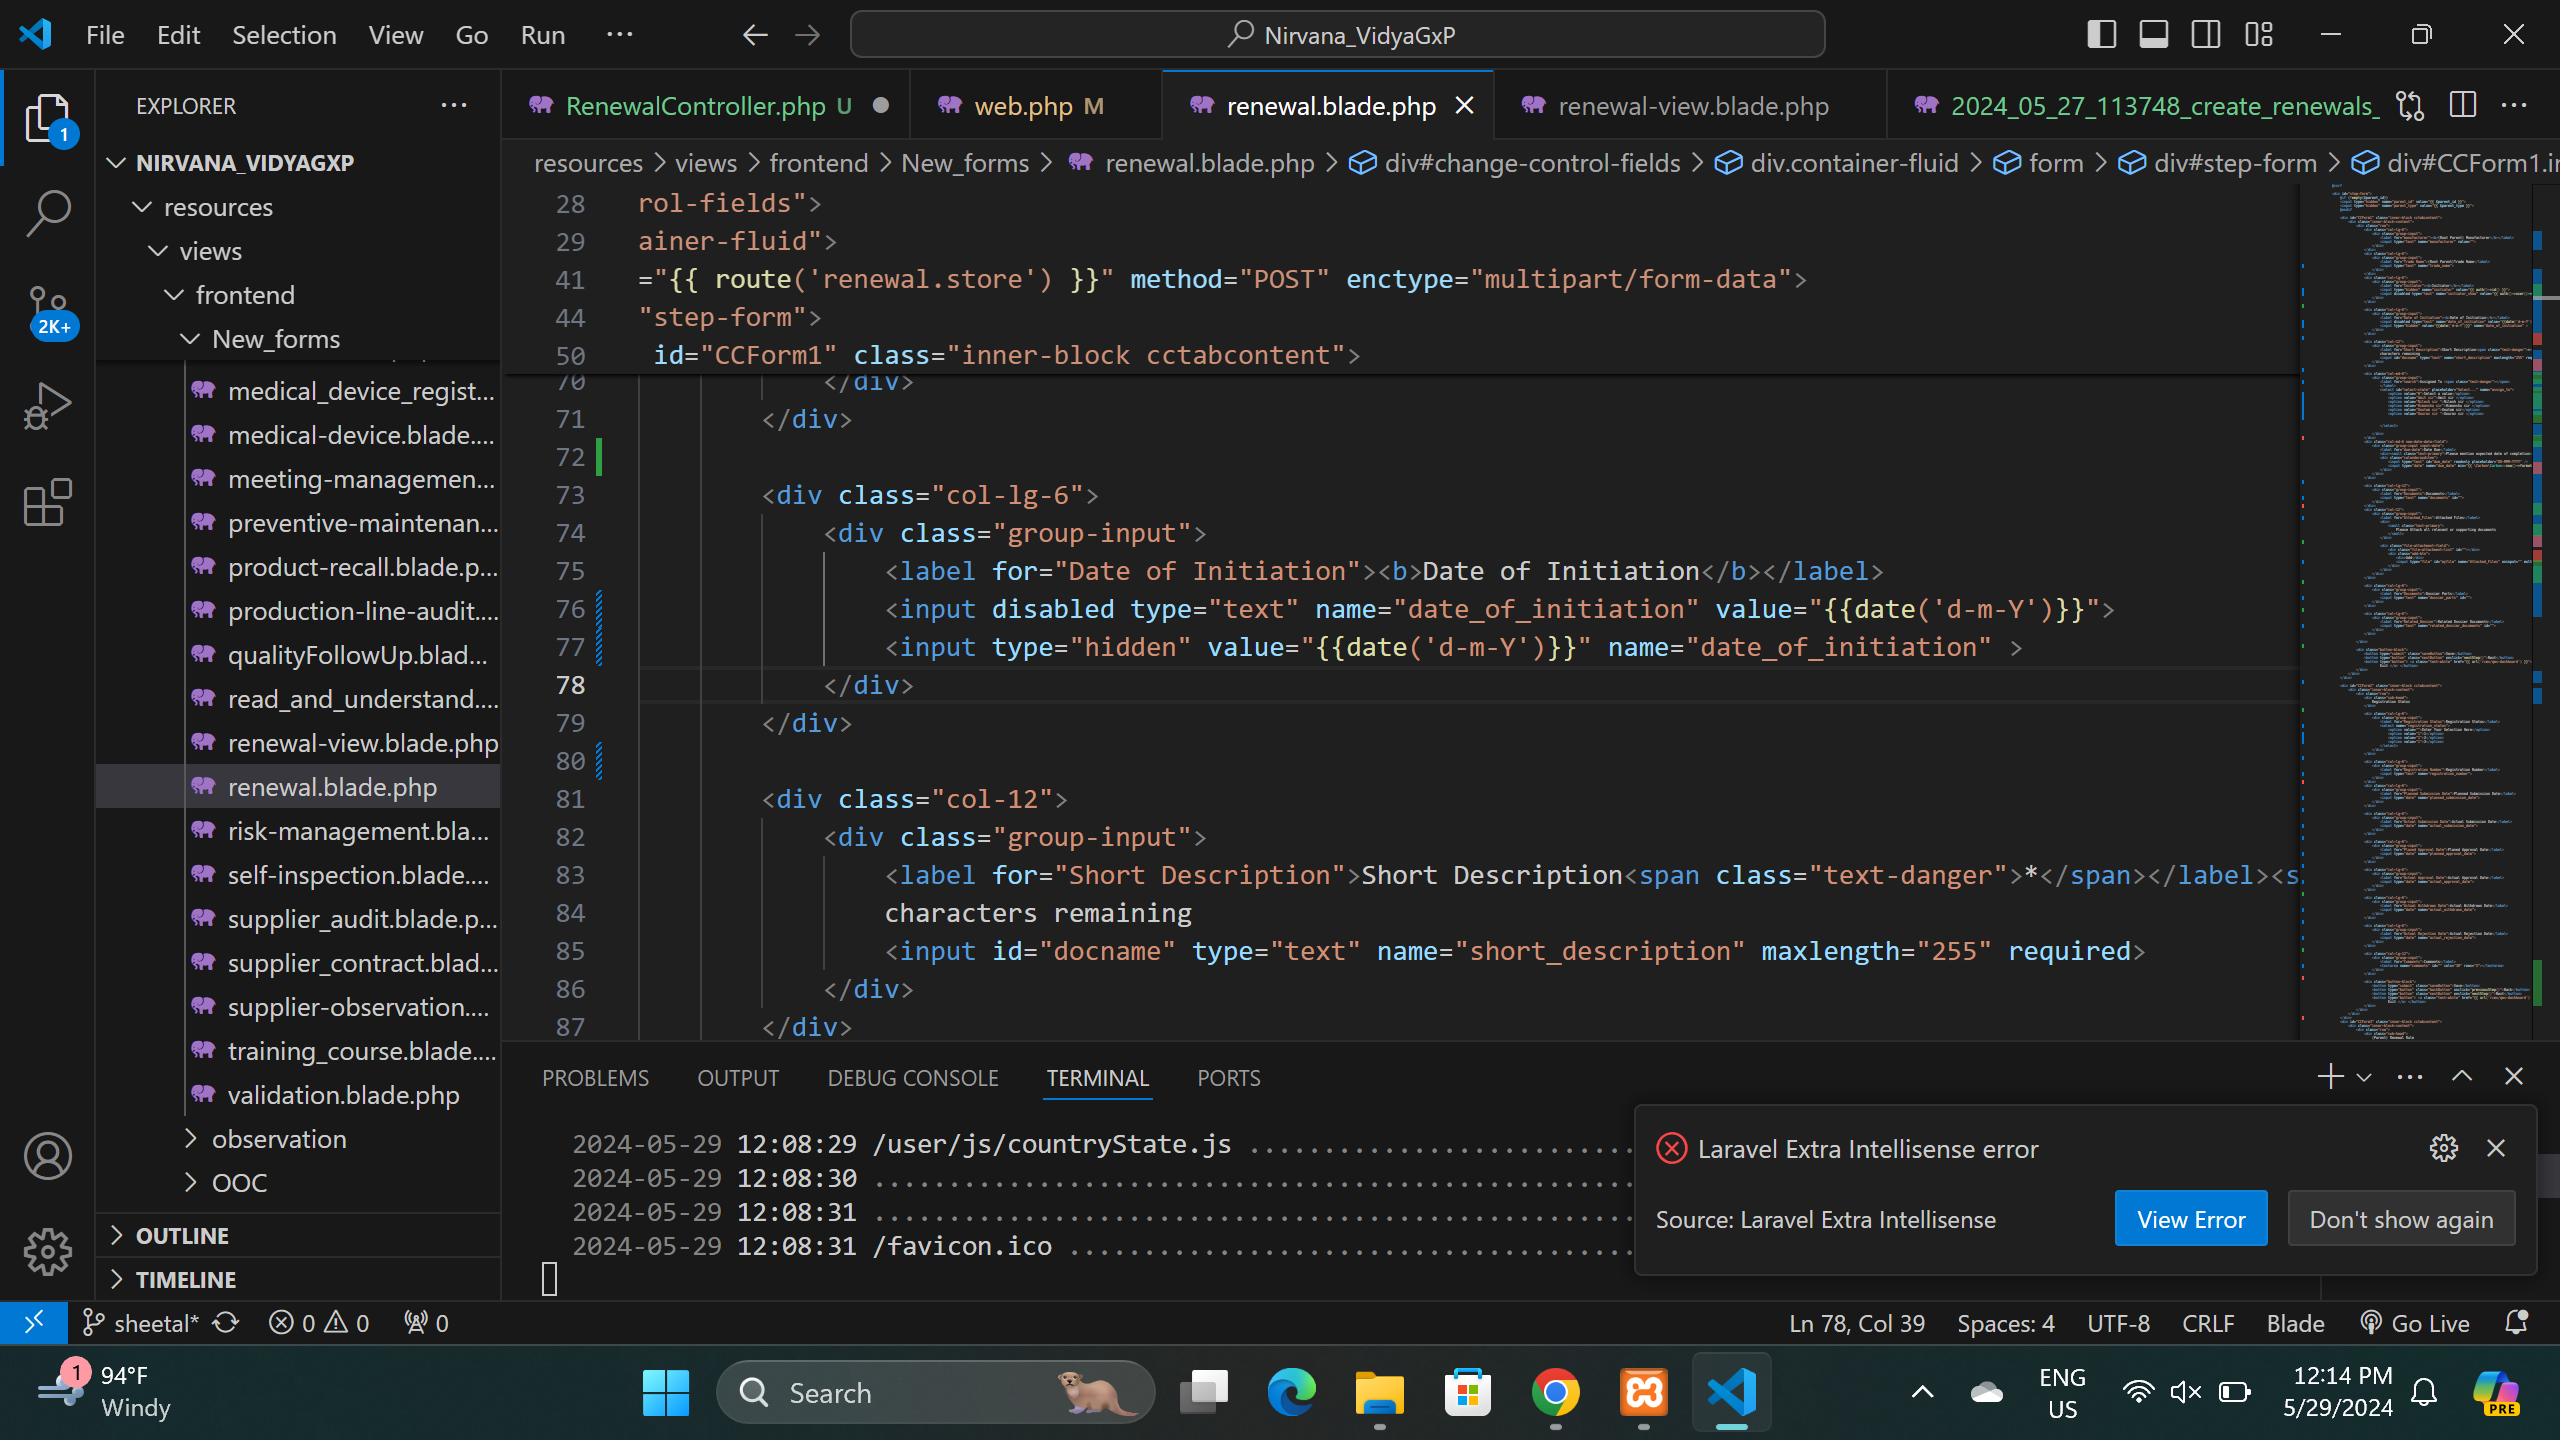 File Edit Selection View Go Run ···
Nirvana_VidyaGxP
EXPLORER
NIRVANA_VIDYAGXP
resources
views
frontend
New_forms
medical_device_regist...
medical-device.blade....
meeting-managemen...
preventive-maintenan...
product-recall.blade.p...
production-line-audit....
qualityFollowUp.blad...
read_and_understand....
renewal-view.blade.php
renewal.blade.php
risk-management.bla...
self-inspection.blade....
supplier_audit.blade.p...
supplier_contract.blad...
supplier-observation....
training_course.blade....
validation.blade.php
observation
OOC
OUTLINE
TIMELINE
1
2K+
RenewalController.php U
web.php M
renewal.blade.php
renewal-view.blade.php
2024_05_27_113748_create_renewals_
resources > views > frontend > New_forms > renewal.blade.php > div#change-control-fields > div.container-fluid > form > div#step-form > div#CCForm1.in
28 rol-fields">
29 ainer-fluid">
41 ="{{ route('renewal.store') }}" method="POST" enctype="multipart/form-data">
44 "step-form">
50 id="CCForm1" class="inner-block cctabcontent">
70 </div>
71 </div>
72
73 <div class="col-lg-6">
74 <div class="group-input">
75 <label for="Date of Initiation"><b>Date of Initiation</b></label>
76 <input disabled type="text" name="date_of_initiation" value="{{date('d-m-Y')}}">
77 <input type="hidden" value="{{date('d-m-Y')}}" name="date_of_initiation" >
78 </div>
79 </div>
80
81 <div class="col-12">
82 <div class="group-input">
83 <label for="Short Description">Short Description<span class="text-danger">*</span></label><s
84 characters remaining
85 <input id="docname" type="text" name="short_description" maxlength="255" required>
86 </div>
87 </div>
PROBLEMS OUTPUT DEBUG CONSOLE TERMINAL PORTS
2024-05-29 12:08:29 /user/js/countryState.js .......................
2024-05-29 12:08:30 .............................................
2024-05-29 12:08:31 .............................................
2024-05-29 12:08:31 /favicon.ico .................................
Laravel Extra Intellisense error
Source: Laravel Extra Intellisense
View Error
Don't show again
sheetal* 0 0 0
Ln 78, Col 39 Spaces: 4 UTF-8 CRLF Blade Go Live
1
94°F
Windy
Search
ENG
US
12:14 PM
5/29/2024
PRE